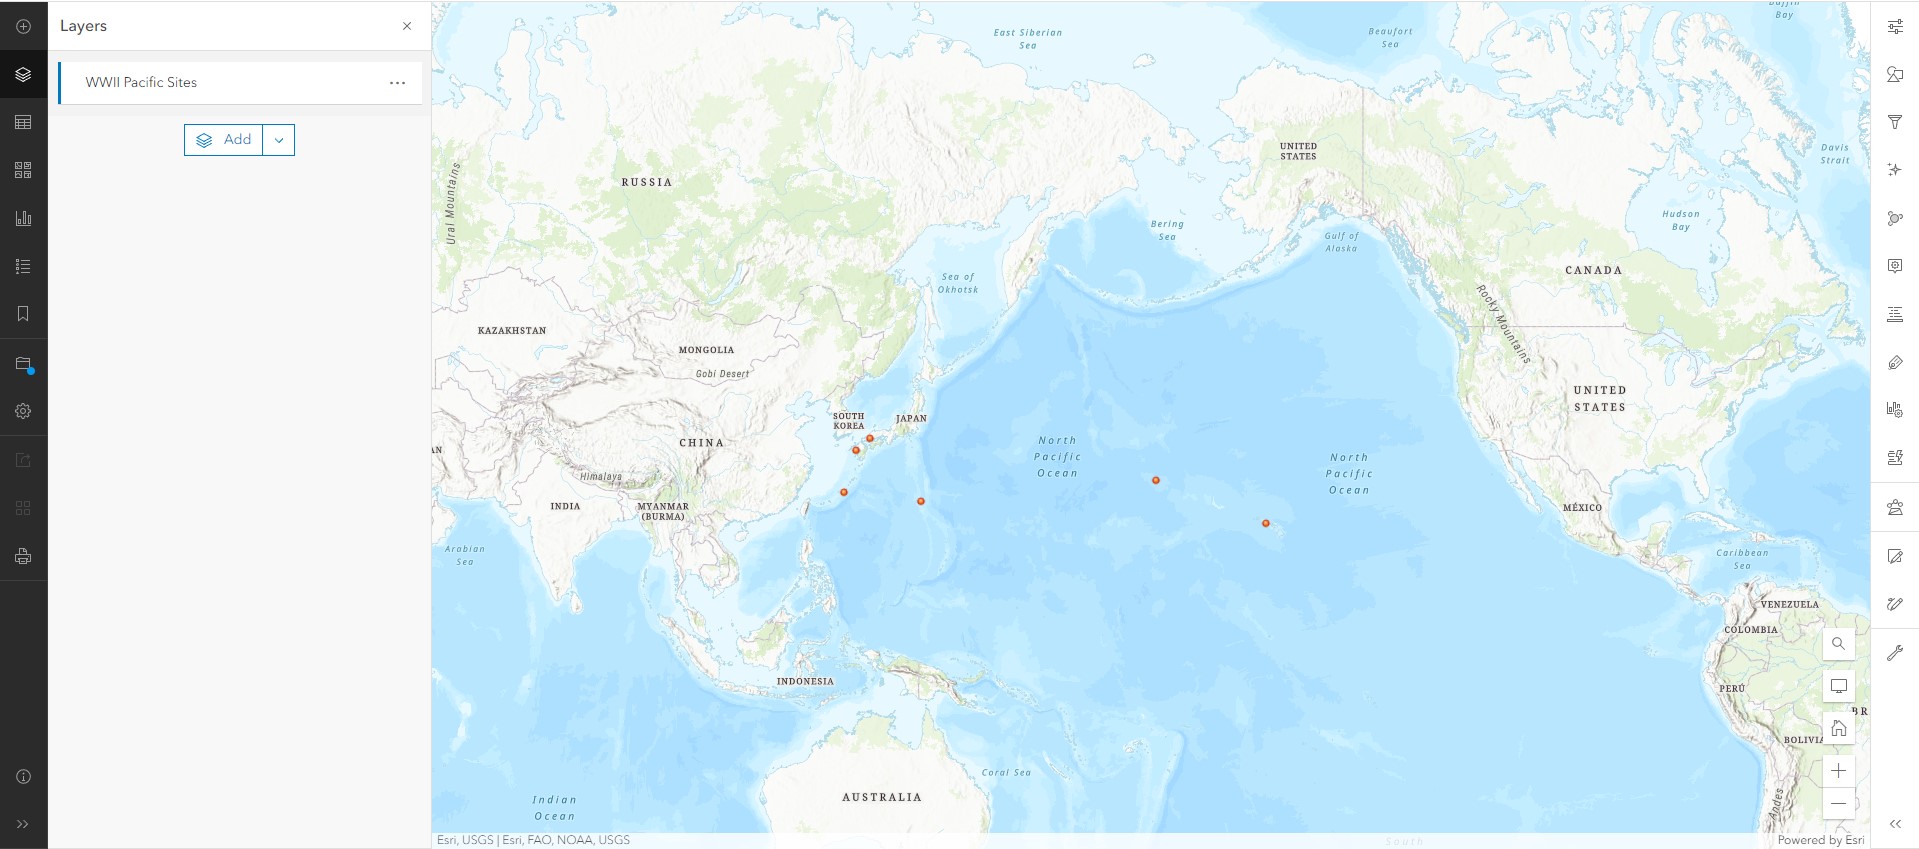 Layers
WWII Pacific Sites
Add
East Siberian
Sea
Beaufort
Sea
Baffin
Bay
UNITED
STATES
Davis
Strait
RUSSIA
Ural Mountains
Bering
Sea
Gulf of
Alaska
Hudson
Bay
Sea of
Okhotsk
CANADA
Rocky Mountains
KAZAKHSTAN
MONGOLIA
Gobi Desert
UNITED
STATES
SOUTH
KOREA
JAPAN
CHINA
AN
North
Pacific
Ocean
North
Pacific
Ocean
Himalaya
INDIA
MYANMAR
(BURMA)
MÉXICO
Arabian
Sea
Caribbean
Sea
VENEZUELA
COLOMBIA
INDONESIA
PERÚ
BR
BOLIVIA
Coral Sea
Indian
Ocean
AUSTRALIA
Andes
South
Esri, USGS | Esri, FAO, NOAA, USGS
Powered by Esri